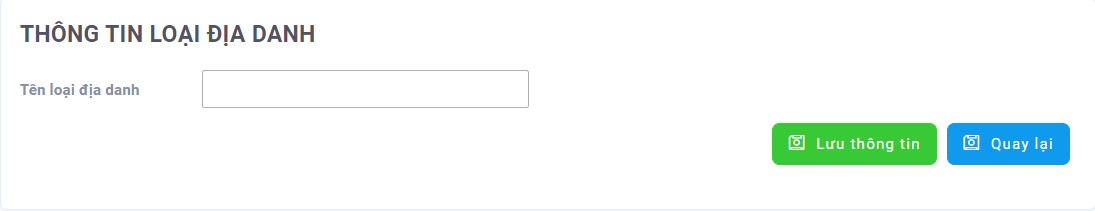 THÔNG TIN LOẠI ĐỊA DANH
Tên loại địa danh
Lưu thông tin
Quay lại